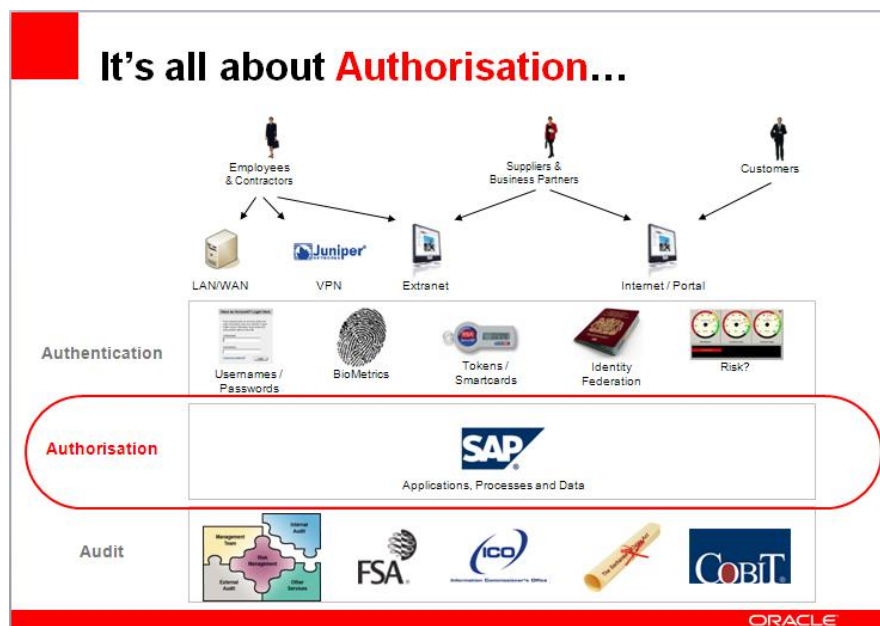 It's all about Authorisation...
Employees
& Contractors
Suppliers &
Business Partners
Customers
Juniper
NETWORKS
LAN/WAN
VPN
Extranet
Internet / Portal
Authentication
Usernames /
Passwords
BioMetrics
Tokens /
Smartcards
Identity
Federation
Risk?
Authorisation
SAP
Applications, Processes and Data
Audit
Management
Team
Internal
Audit
Risk
Management
External
Audit
Other
Services
FSA
ico
Information Commissioner's Office
COBIT
ORACLE